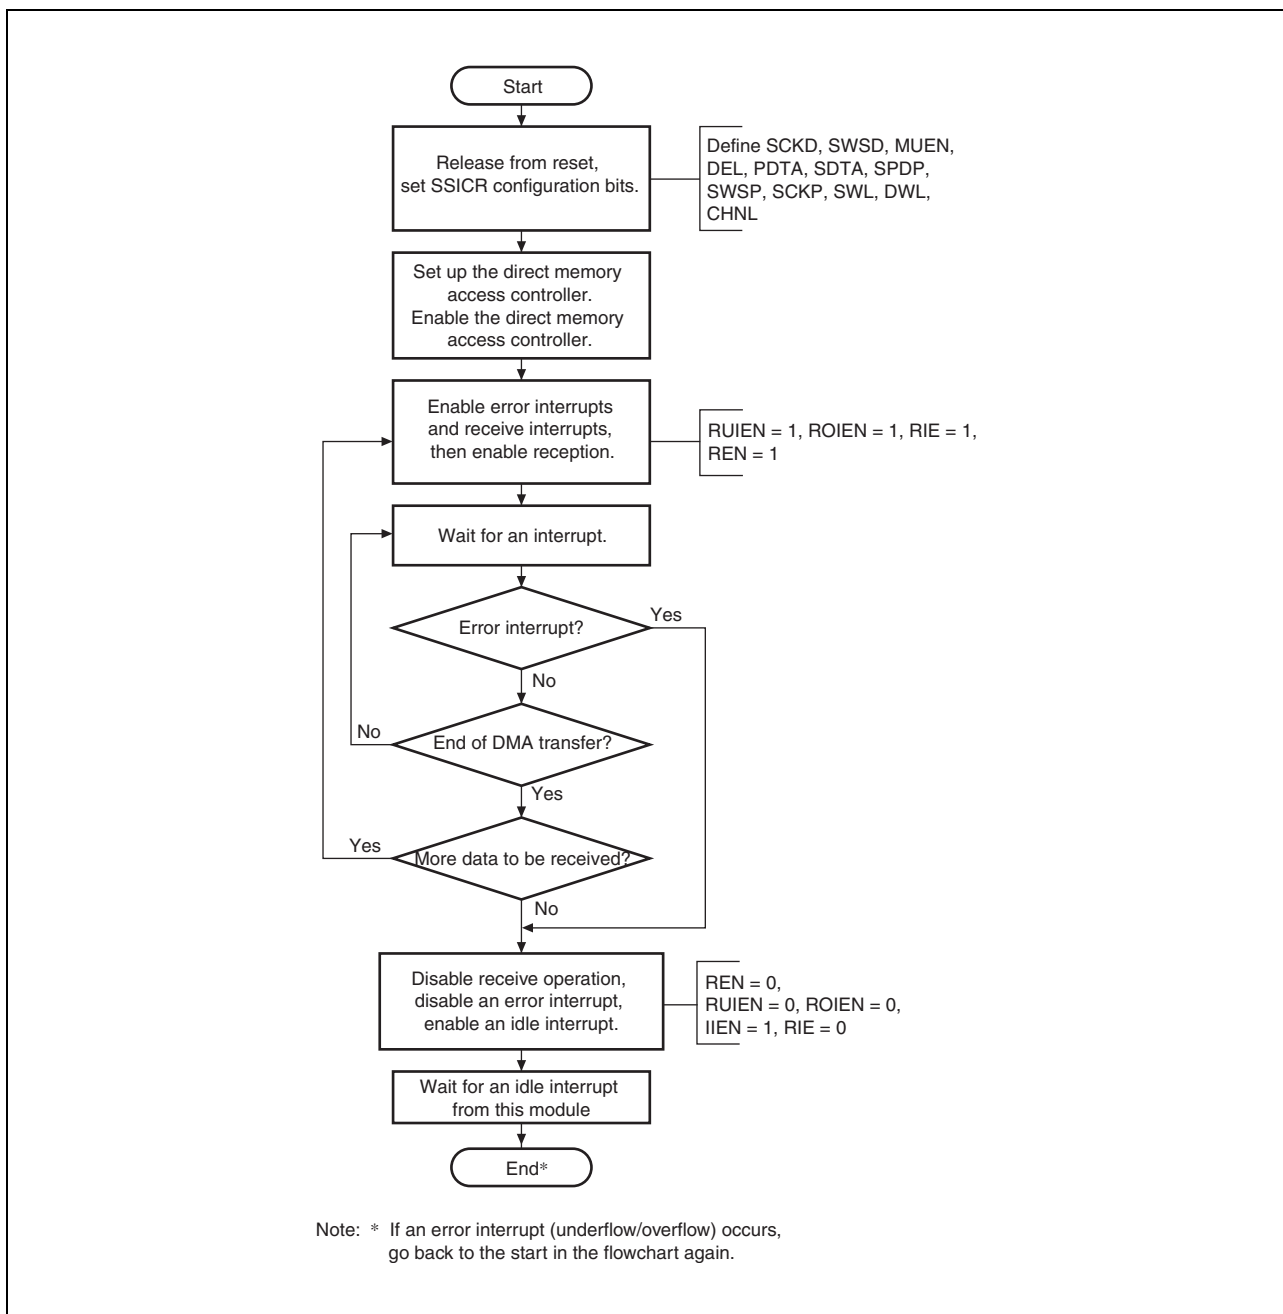 Start
Release from reset,
set SSICR configuration bits.
Define SCKD, SWSD, MUEN,
DEL, PDTA, SDTA, SPDP,
SWSP, SCKP, SWL, DWL,
CHNL
Set up the direct memory
access controller.
Enable the direct memory
access controller.
Enable error interrupts
and receive interrupts,
then enable reception.
RUIEN = 1, ROIEN = 1, RIE = 1,
REN = 1
Wait for an interrupt.
Error interrupt?
Yes
No
End of DMA transfer?
No
Yes
More data to be received?
Yes
No
Disable receive operation,
disable an error interrupt,
enable an idle interrupt.
REN = 0,
RUIEN = 0, ROIEN = 0,
IIEN = 1, RIE = 0
Wait for an idle interrupt
from this module
End*
Note: * If an error interrupt (underflow/overflow) occurs,
go back to the start in the flowchart again.